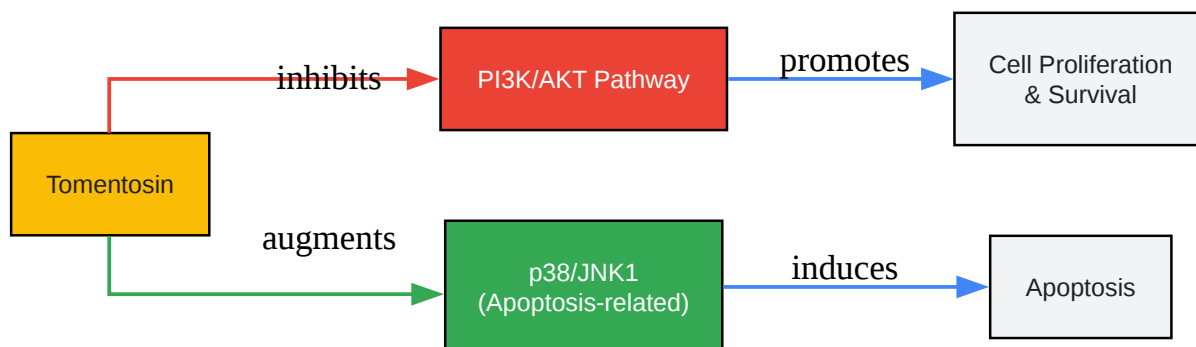 inhibits
PI3K/AKT Pathway
promotes
Cell Proliferation
& Survival
Tomentosin
augments
p38/JNK1
(Apoptosis-related)
induces
Apoptosis